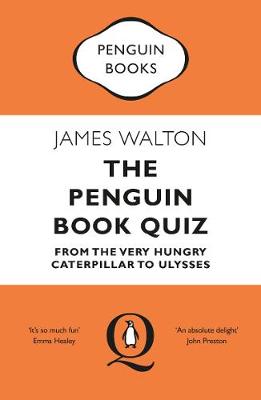 PENGUIN
BOOKS
JAMES WALTON
THE
PENGUIN
BOOK QUIZ
FROM THE VERY HUNGRY
CATERPILLAR TO ULYSSES
'It's so much fun'
Emma Healey
'An absolute delight'
John Preston
Q